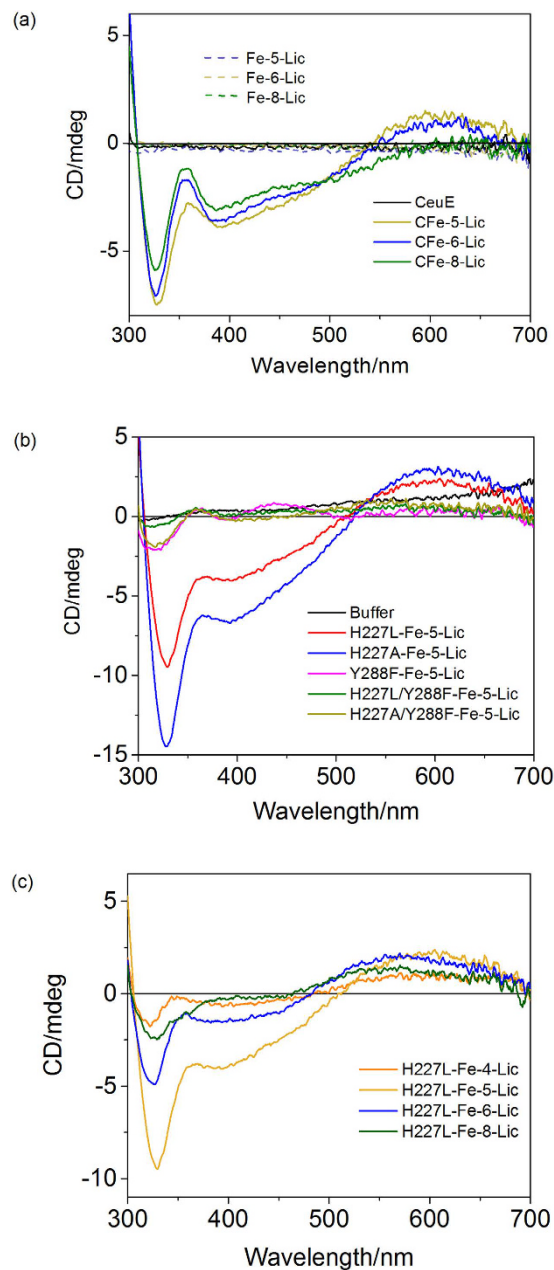 (a)
Fe-5-Lic
Fe-6-Lic
Fe-8-Lic
CD/mdeg
5
0
-5
CeuE
CFe-5-Lic
CFe-6-Lic
CFe-8-Lic
300 400 500 600 700
Wavelength/nm
(b)
CD/mdeg
5
0
-5
-10
-15
Buffer
H227L-Fe-5-Lic
H227A-Fe-5-Lic
Y288F-Fe-5-Lic
H227L/Y288F-Fe-5-Lic
H227A/Y288F-Fe-5-Lic
300 400 500 600 700
Wavelength/nm
(c)
CD/mdeg
5
0
-5
-10
H227L-Fe-4-Lic
H227L-Fe-5-Lic
H227L-Fe-6-Lic
H227L-Fe-8-Lic
300 400 500 600 700
Wavelength/nm